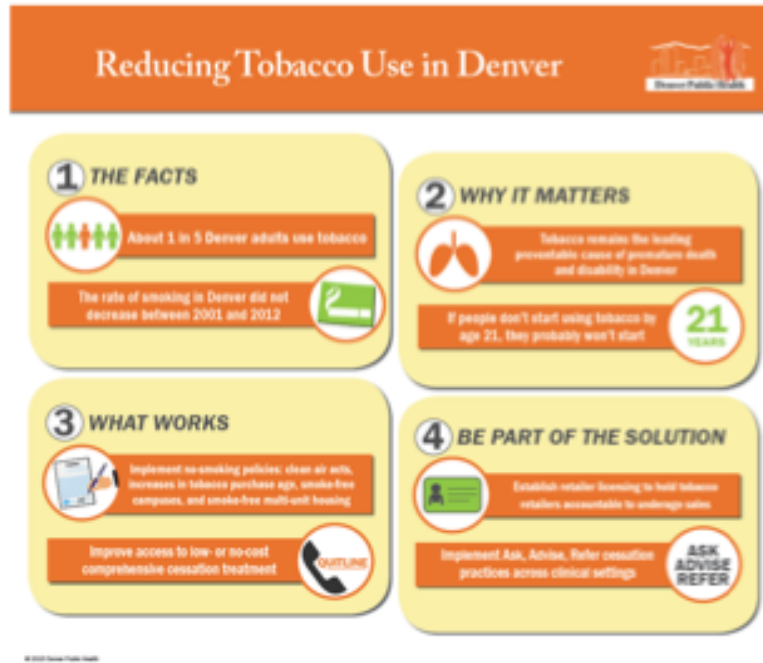 Reducing Tobacco Use in Denver
Denver Public Health
1 THE FACTS
About 1 in 5 Denver adults use tobacco
The rate of smoking in Denver did not
decrease between 2001 and 2012
2 WHY IT MATTERS
Tobacco remains the leading
preventable cause of premature death
and disability in Denver
If people don't start using tobacco by
age 21, they probably won't start
21
YEARS
3 WHAT WORKS
Implement no-smoking policies: clean air acts,
increases in tobacco purchase age, smoke-free
campuses, and smoke-free multi-unit housing
Improve access to low- or no-cost
comprehensive cessation treatment
QUITLINE
4 BE PART OF THE SOLUTION
Establish retailer licensing to hold tobacco
retailers accountable to underage sales
Implement Ask, Advise, Refer cessation
practices across clinical settings
ASK
ADVISE
REFER
Denver Public Health